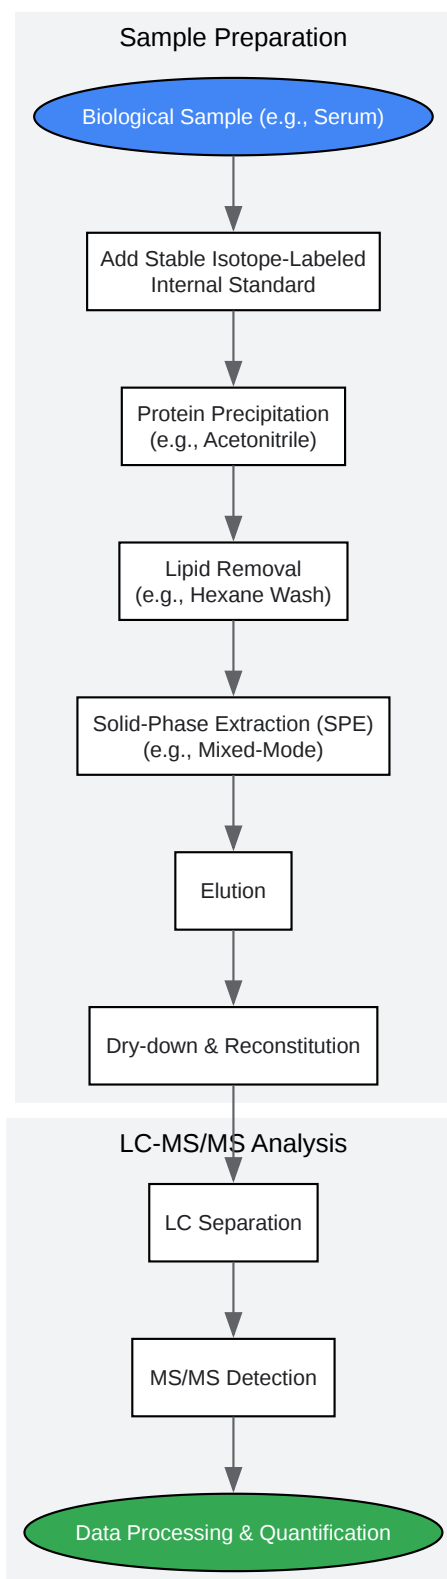 Sample Preparation
Biological Sample (e.g., Serum)
Add Stable Isotope-Labeled
Internal Standard
Protein Precipitation
(e.g., Acetonitrile)
Lipid Removal
(e.g., Hexane Wash)
Solid-Phase Extraction (SPE)
(e.g., Mixed-Mode)
Elution
Dry-down & Reconstitution
LC-MS/MS Analysis
LC Separation
MS/MS Detection
Data Processing & Quantification